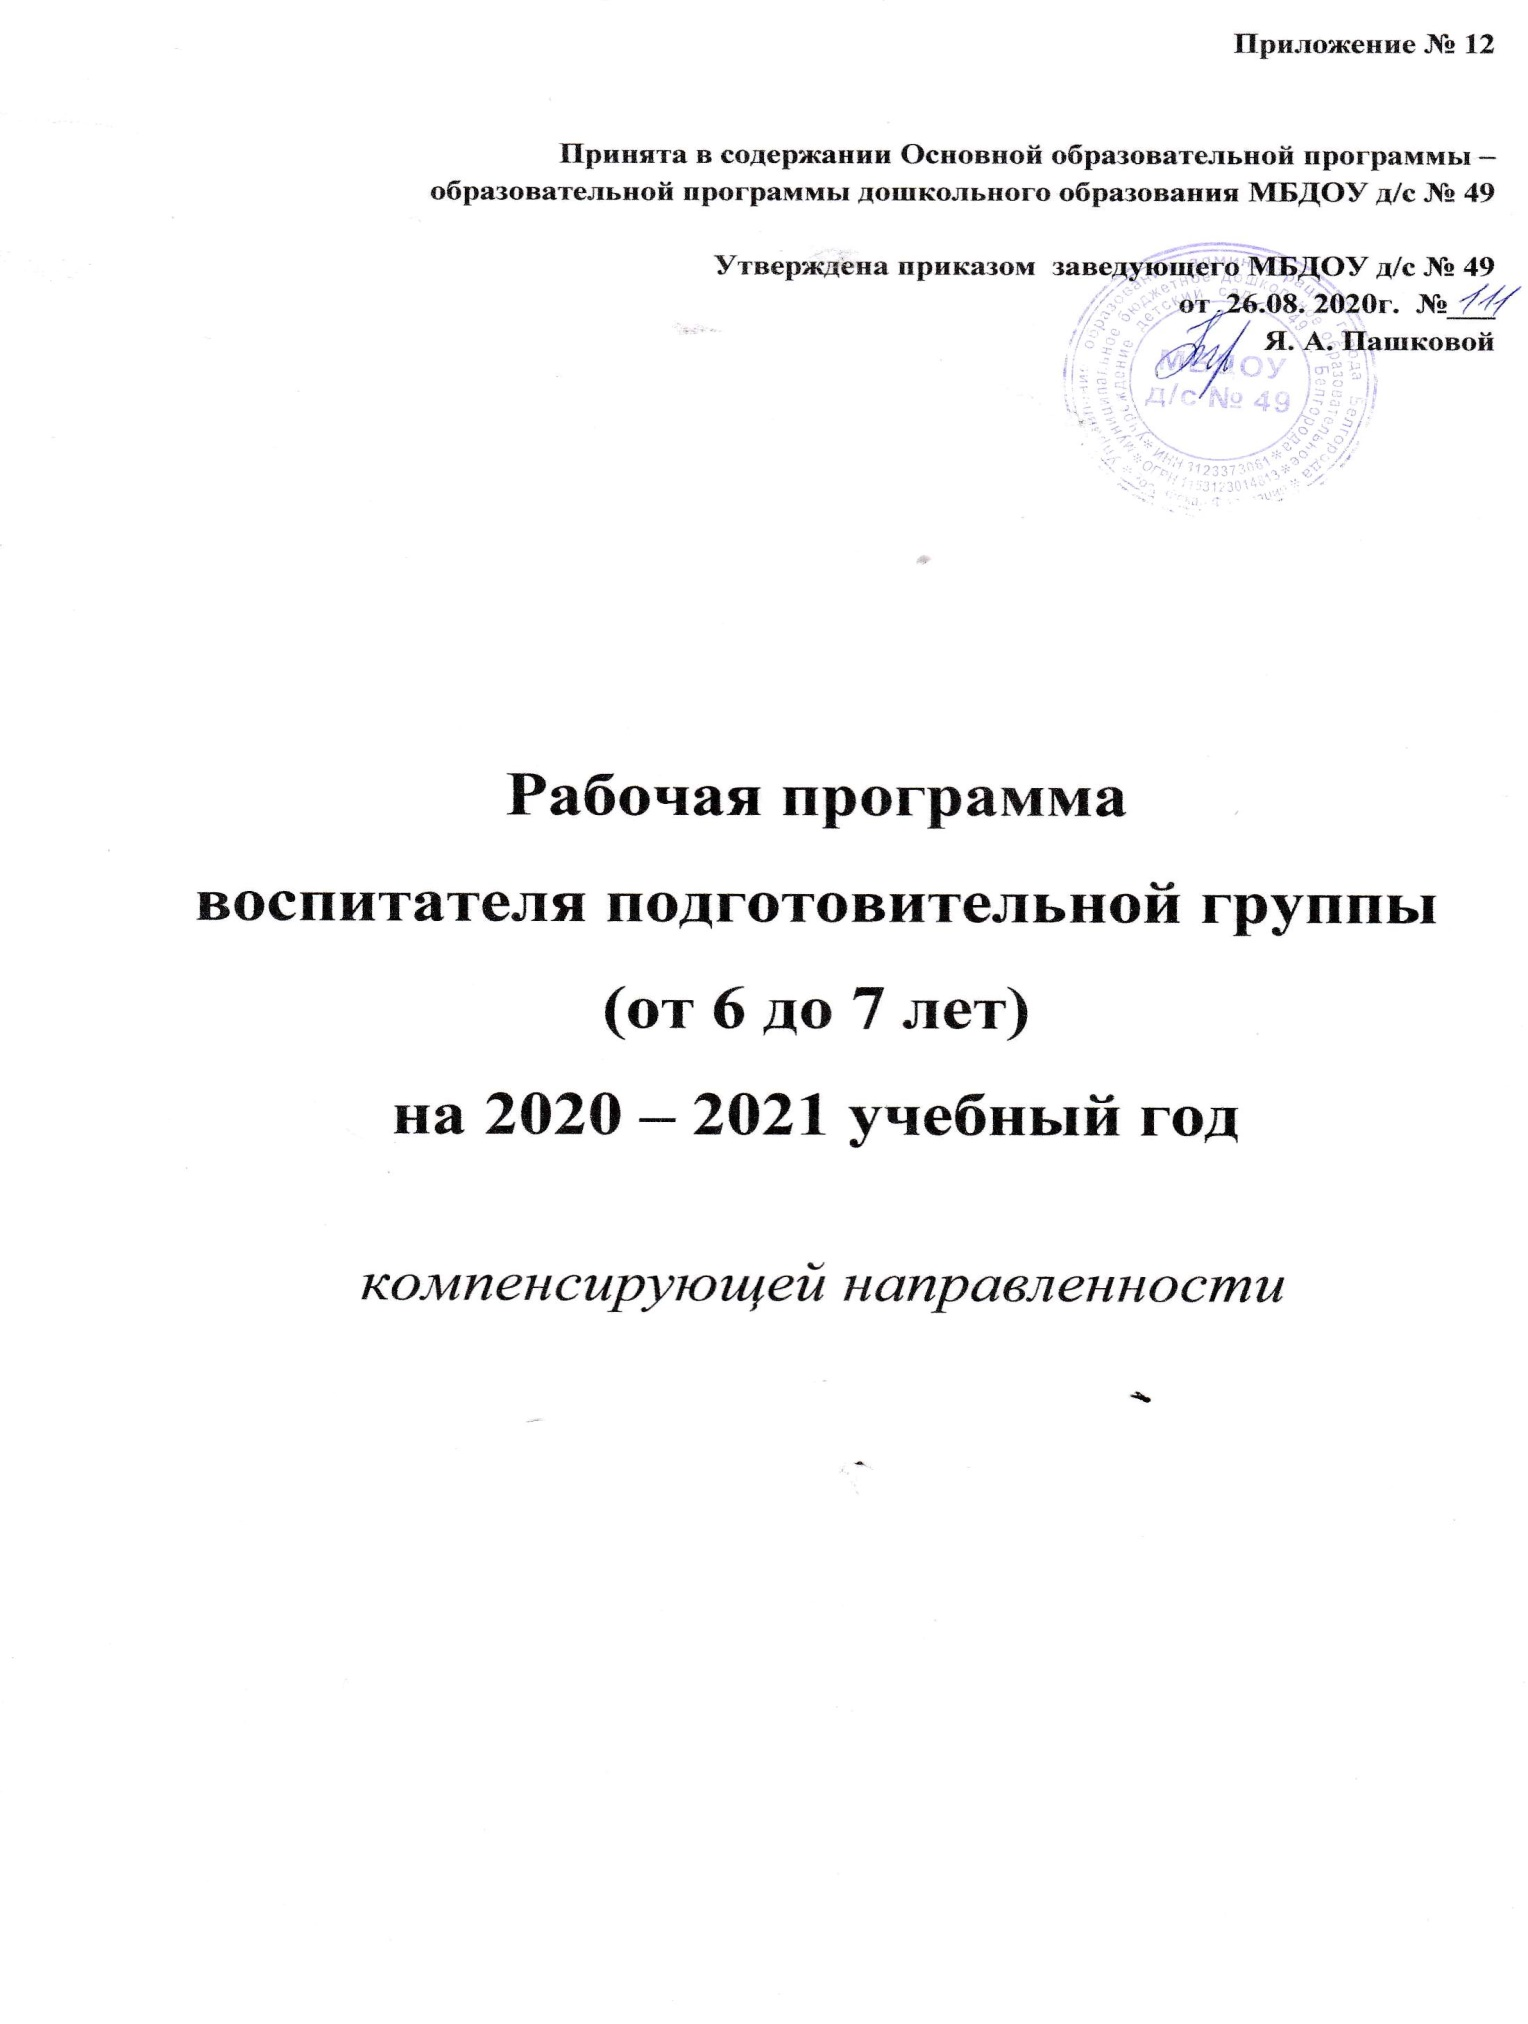 Приложение № 12
Принята в содержании Основной образовательной программы –
образовательной программы дошкольного образования МБДОУ д/с № 49
Утверждена приказом заведующего МБДОУ д/с № 49
от 26.08. 2020г. № 111
Я. А. Пашковой
МБДОУ
д/с № 49
Рабочая программа
воспитателя подготовительной группы
(от 6 до 7 лет)
на 2020 – 2021 учебный год
компенсирующей направленности